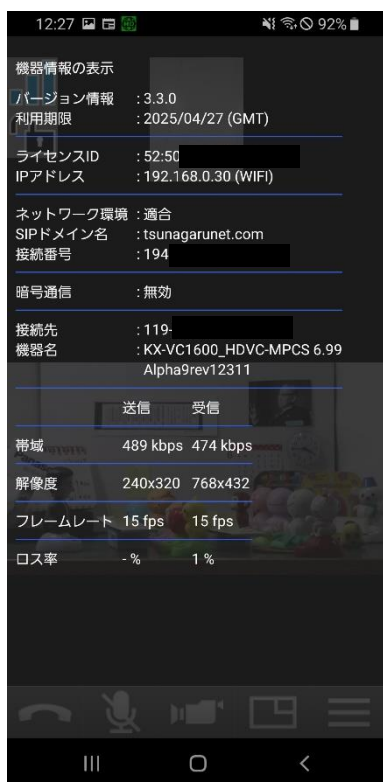 12:27 92%
機器情報の表示
バージョン情報 : 3.3.0
利用期限 : 2025/04/27 (GMT)
ライセンスID : 52:50
IPアドレス : 192.168.0.30 (WIFI)
ネットワーク環境 : 適合
SIPドメイン名 : tsunagarunet.com
接続番号 : 194
暗号通信 : 無効
接続先 : 119-
機器名 : KX-VC1600_HDVC-MPCS 6.99
Alpha9rev12311
送信 受信
帯域 489 kbps 474 kbps
解像度 240x320 768x432
フレームレート 15 fps 15 fps
ロス率 - % 1 %